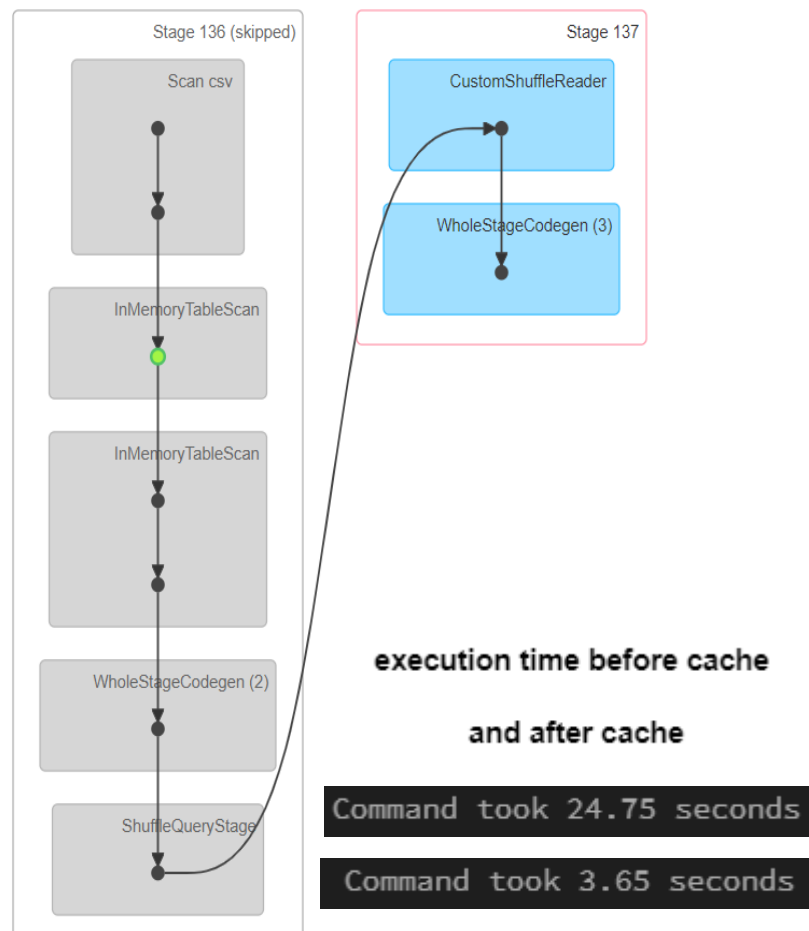 Stage 136 (skipped)
Scan csv
InMemoryTableScan
InMemoryTableScan
WholeStageCodegen (2)
ShuffleQueryStage
Stage 137
CustomShuffleReader
WholeStageCodegen (3)
execution time before cache
and after cache
Command took 24.75 seconds
Command took 3.65 seconds